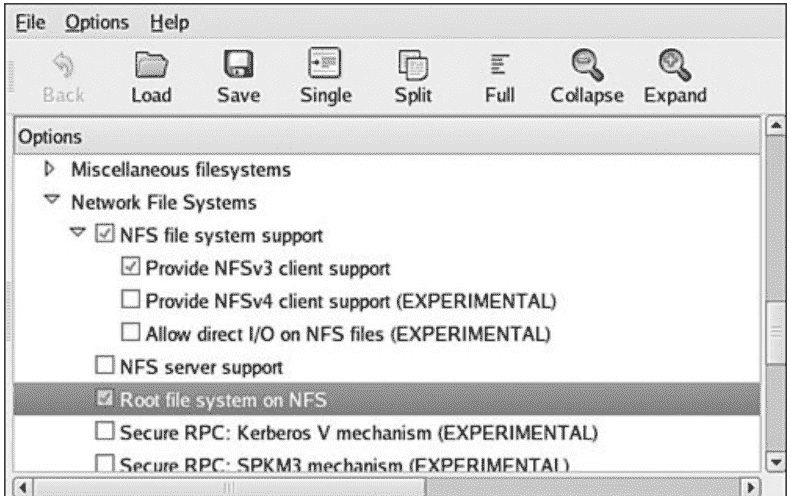 File Options Help
Back Load Save Single Split Full Collapse Expand
Options
Miscellaneous filesystems
Network File Systems
NFS file system support
Provide NFSv3 client support
Provide NFSv4 client support (EXPERIMENTAL)
Allow direct I/O on NFS files (EXPERIMENTAL)
NFS server support
Root file system on NFS
Secure RPC: Kerberos V mechanism (EXPERIMENTAL)
Secure RPC: SPKM3 mechanism (EXPERIMENTAL)